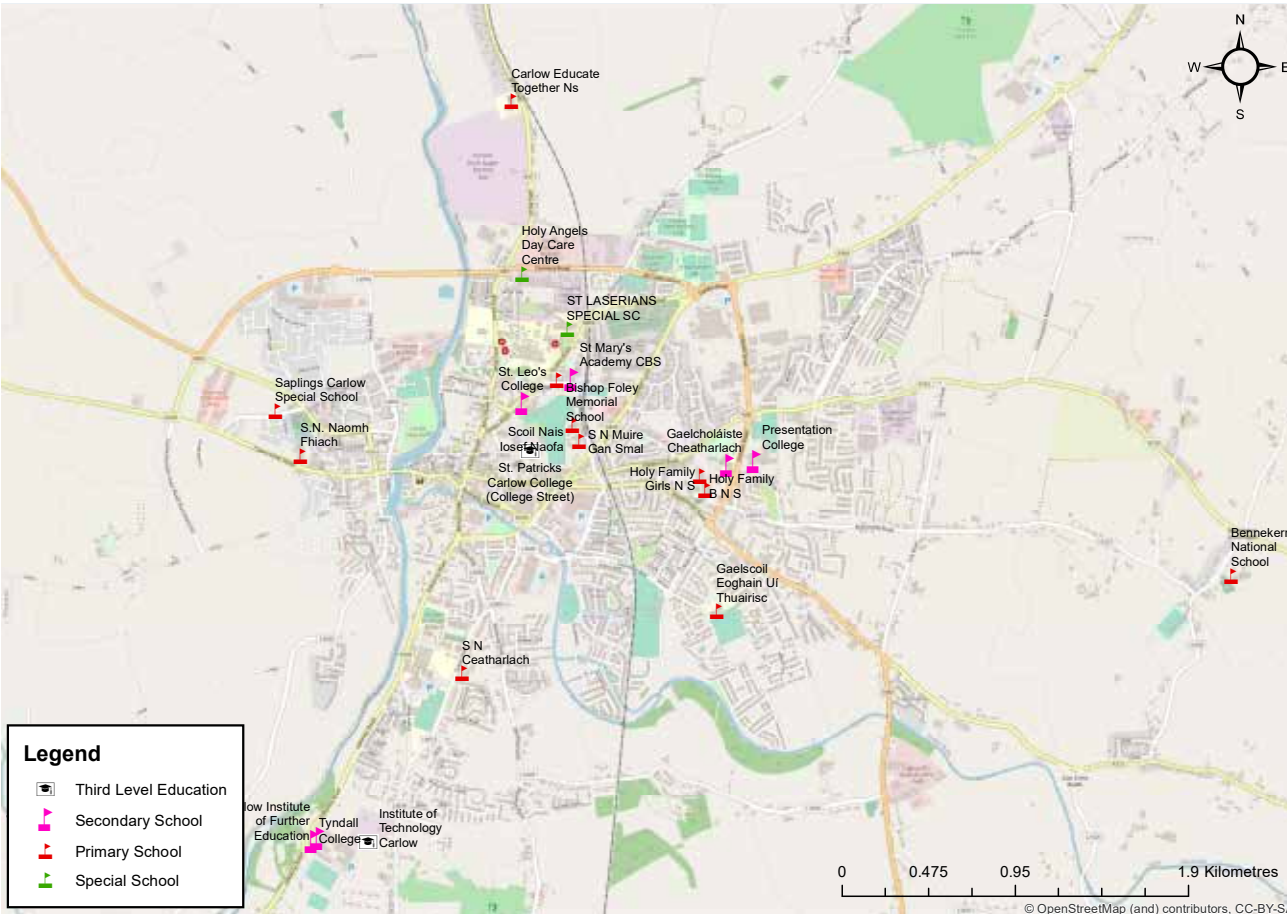 N
W
E
S
Carlow Educate
Together Ns
Holy Angels
Day Care
Centre
ST LASERIANS
SPECIAL SC
St Mary's
Academy CBS
St. Leo's
College
Bishop Foley
Memorial
School
Saplings Carlow
Special School
S.N. Naomh
Fhiach
Scoil Nais
Iosef Naofa
S N Muire
Gan Smal
Gaelcholáiste
Cheatharlach
Presentation
College
St. Patricks
Carlow College
(College Street)
Holy Family
Girls N S
Holy Family
B N S
Bennekerr
National
School
Gaelscoil
Eoghain Uí
Thuairisc
S N
Ceatharlach
Legend
Third Level Education
Secondary School
Primary School
Special School
low Institute
of Further
Education
Tyndall
College
Institute of
Technology
Carlow
0 0.475 0.95 1.9 Kilometres
© OpenStreetMap (and) contributors, CC-BY-S